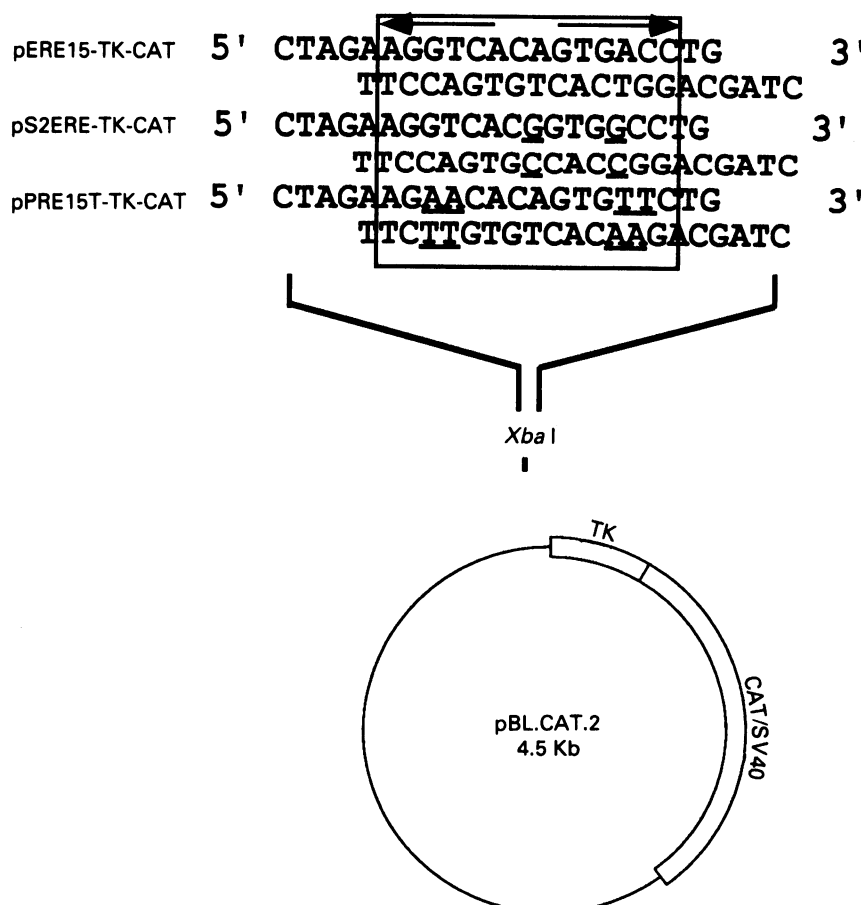 pERE15-TK-CAT 5' CTAGAAGGTCACAGTGACCTG 3'
TTCCAGTGTCACTGGACGATC
pS2ERE-TK-CAT 5' CTAGAAGGTCACGGTGGCCTG 3'
TTCCAGTGCCACCGGACGATC
pPRE15T-TK-CAT 5' CTAGAAGAACACAGTGTTCTG 3'
TTCTTGTGTCACAAGACGATC
Xba I
TK
CAT/SV40
pBL.CAT.2
4.5 Kb